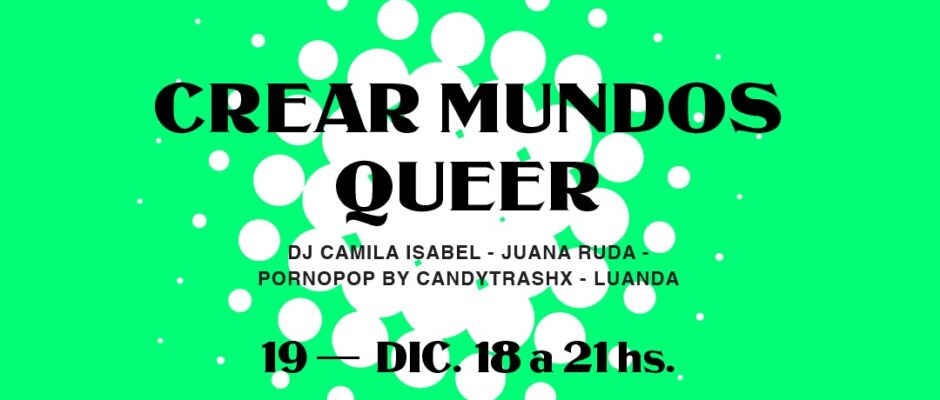 CREAR MUNDOS
QUEER
DJ CAMILA ISABEL - JUANA RUDA -
PORNOPOP BY CANDYTRASHX - LUANDA
19 — DIC. 18 a 21 hs.